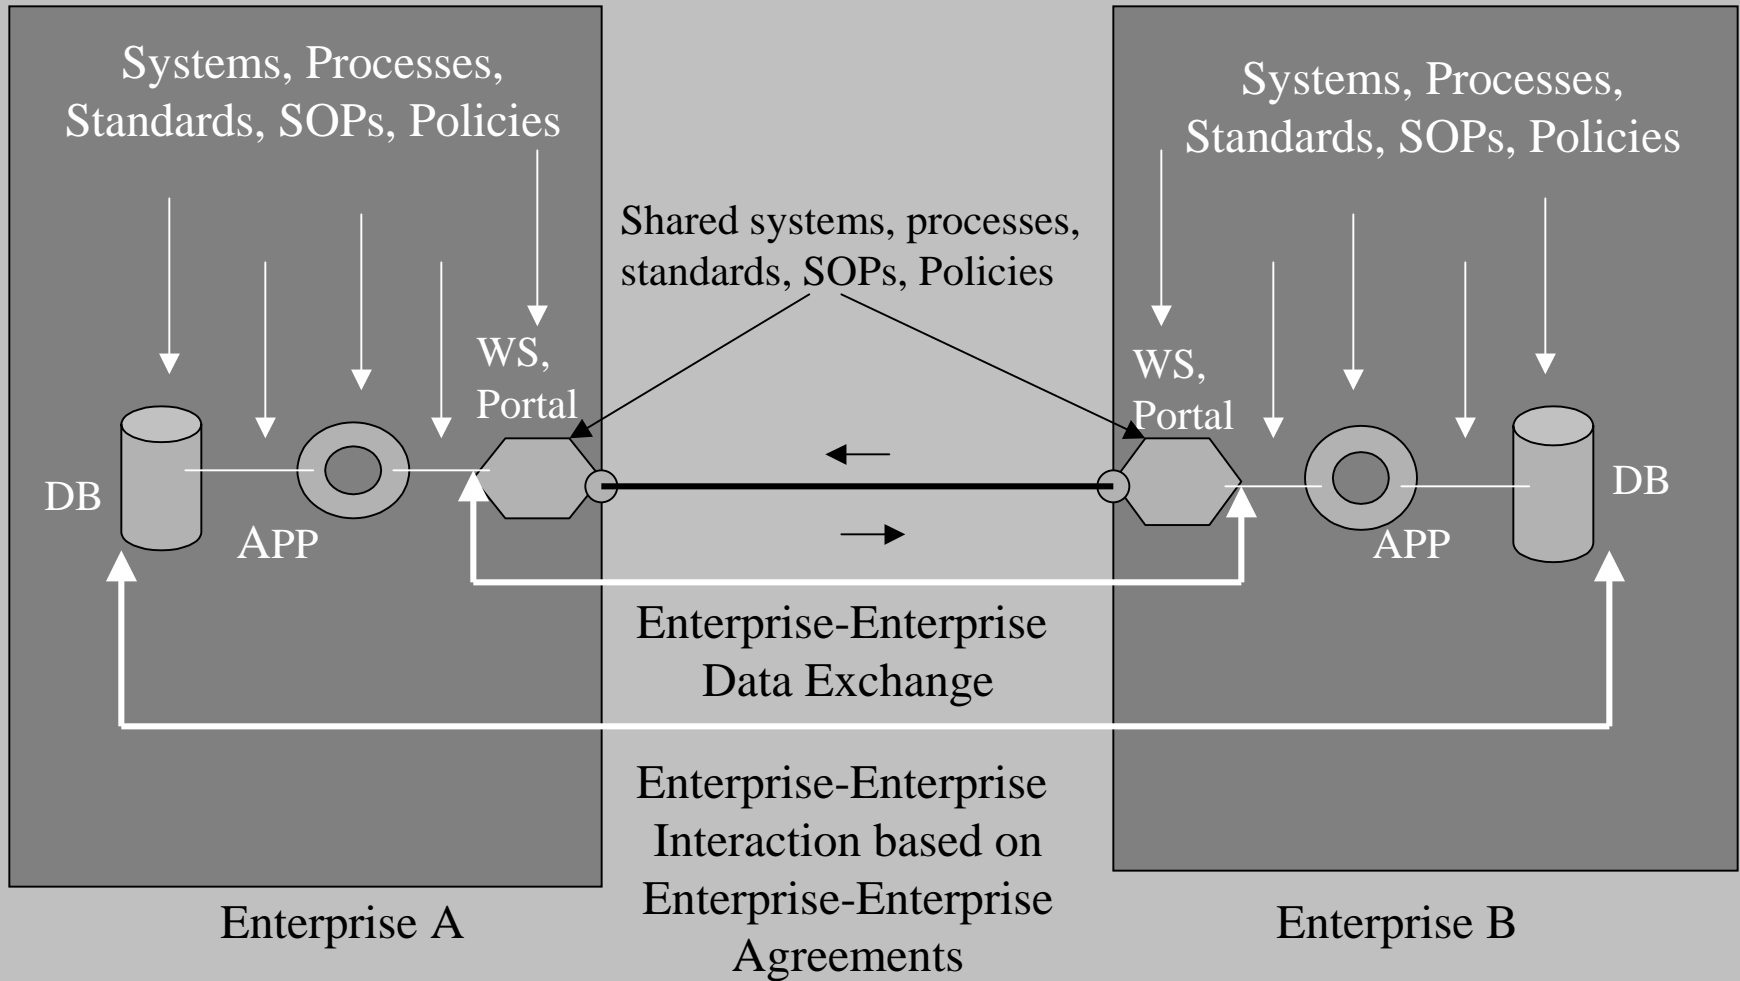 Systems, Processes,
Standards, SOPs, Policies
Systems, Processes,
Standards, SOPs, Policies
Shared systems, processes,
standards, SOPs, Policies
WS,
Portal
WS,
Portal
DB
APP
APP
DB
Enterprise-Enterprise
Data Exchange
Enterprise-Enterprise
Interaction based on
Enterprise-Enterprise
Agreements
Enterprise A
Enterprise B